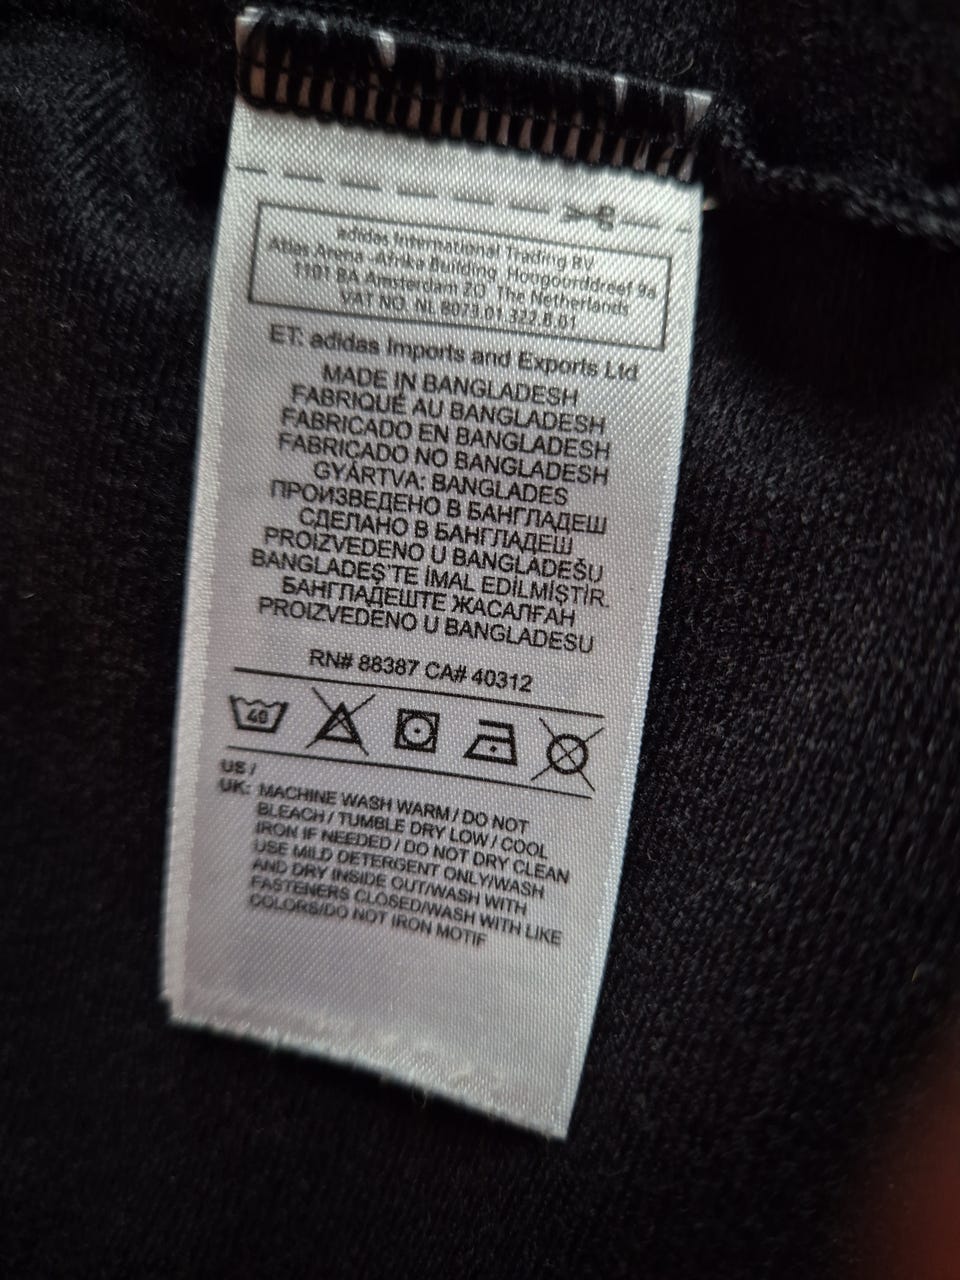 adidas International Trading BV
Atlas Arena - Afrika Building, Hoogoorddreef 9a
1101 BA Amsterdam ZO, The Netherlands
VAT NO. NL 8073.01.322.B.01
ET: adidas Imports and Exports Ltd
MADE IN BANGLADESH
FABRIQUÉ AU BANGLADESH
FABRICADO EN BANGLADESH
FABRICADO NO BANGLADESH
GYÁRTVA: BANGLADES
ПРОИЗВЕДЕНО В БАНГЛАДЕШ
СДЕЛАНО В БАНГЛАДЕШ
PROIZVEDENO U BANGLADEŠU
BANGLADEŞ'TE İMAL EDİLMİŞTİR.
БАНГЛАДЕШТЕ ЖАСАЛҒАН
PROIZVEDENO U BANGLADESU
RN# 88387 CA# 40312
40
US /
UK: MACHINE WASH WARM / DO NOT
BLEACH / TUMBLE DRY LOW / COOL
IRON IF NEEDED / DO NOT DRY CLEAN
USE MILD DETERGENT ONLY/WASH
AND DRY INSIDE OUT/WASH WITH
FASTENERS CLOSED/WASH WITH LIKE
COLORS/DO NOT IRON MOTIF